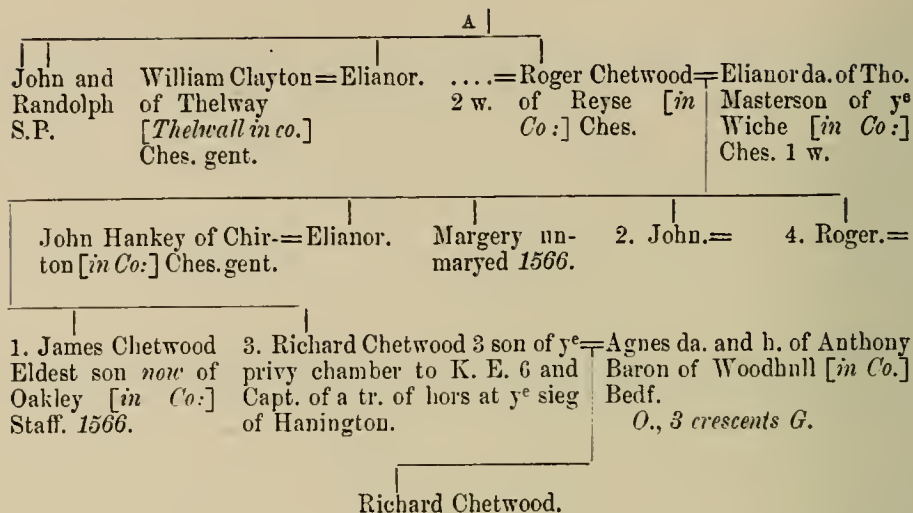 A
John and
Randolph
S.P.
William Clayton=Elianor.
of Thelway
[Thelwall in co.]
Ches. gent.
....=Roger Chetwood=Elianor da. of Tho.
2 w. of Reyse [in Co:] Ches.
Masterson of yᵉ
Wiche [in Co:]
Ches. 1 w.
John Hankey of Chir-=Elianor.
ton [in Co:] Ches. gent.
Margery un-
maryed 1566.
2. John.=
4. Roger.=
1. James Chetwood
Eldest son now of
Oakley [in Co:]
Staff. 1566.
3. Richard Chetwood 3 son of yᵉ=Agnes da. and h. of Anthony
privy chamber to K. E. 6 and
Capt. of a tr. of hors at yᵉ sieg
of Hanington.
Baron of Woodhull [in Co.]
Bedf.
O., 3 crescents G.
Richard Chetwood.